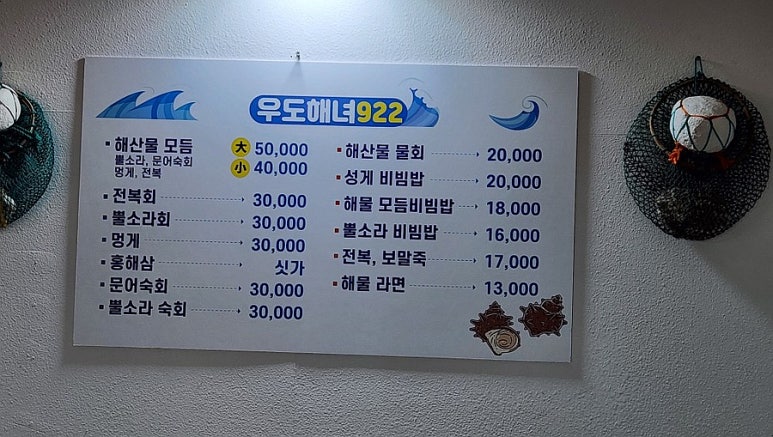 우도해녀922
해산물 모듬 大 50,000
뿔소라, 문어숙회 小 40,000
멍게, 전복
전복회 30,000
뿔소라회 30,000
멍게 30,000
홍해삼 싯가
문어숙회 30,000
뿔소라 숙회 30,000
해산물 물회 20,000
성게 비빔밥 20,000
해물 모듬비빔밥 18,000
뿔소라 비빔밥 16,000
전복, 보말죽 17,000
해물 라면 13,000